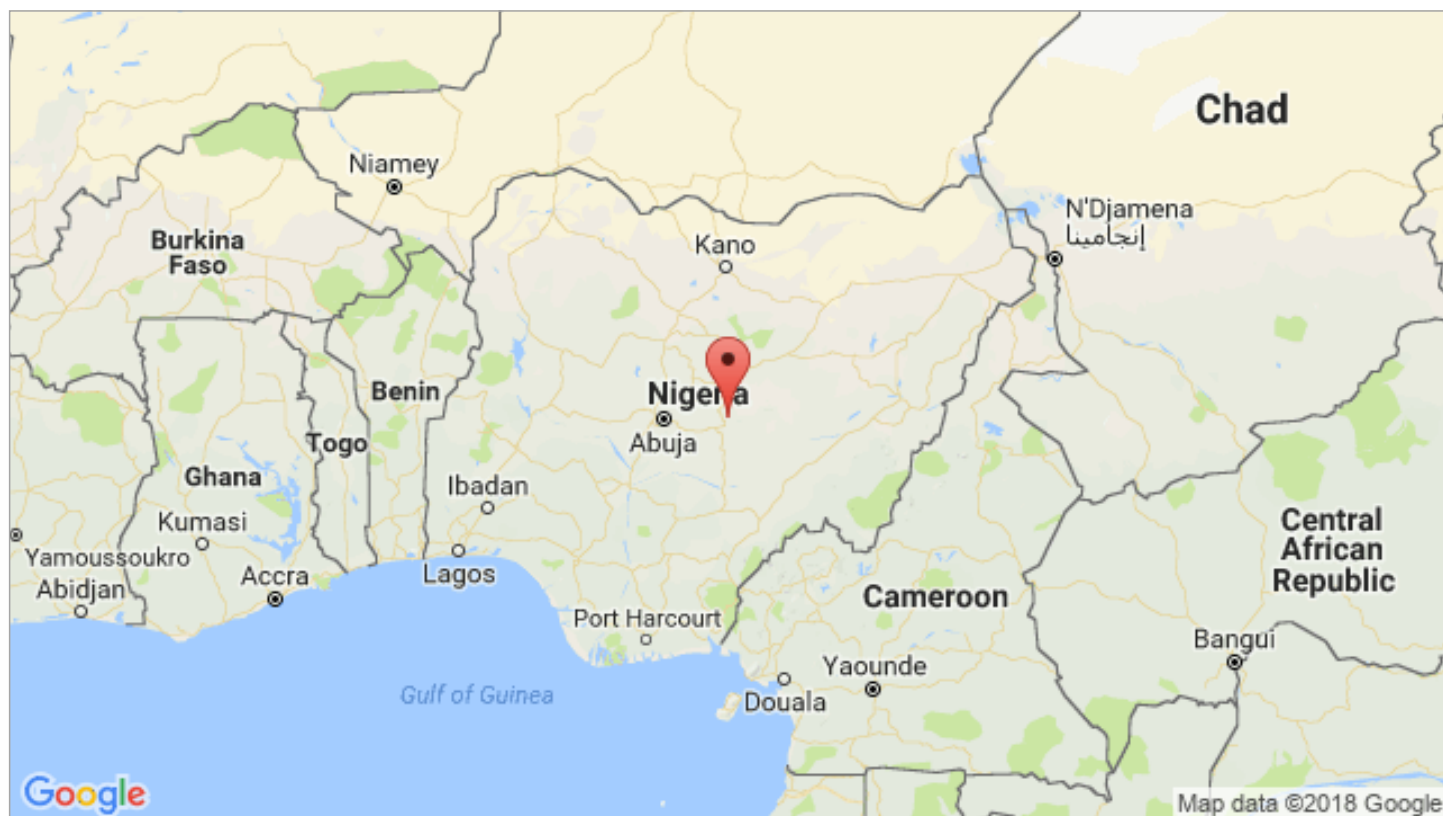 Chad
Niamey
N'Djamena
إنجامينا
Burkina
Faso
Kano
Benin
Nigeria
Abuja
Togo
Ghana
Ibadan
Kumasi
Yamoussoukro
Abidjan
Accra
Lagos
Port Harcourt
Cameroon
Central
African
Republic
Bangui
Yaounde
Douala
Gulf of Guinea
Google
Map data ©2018 Google